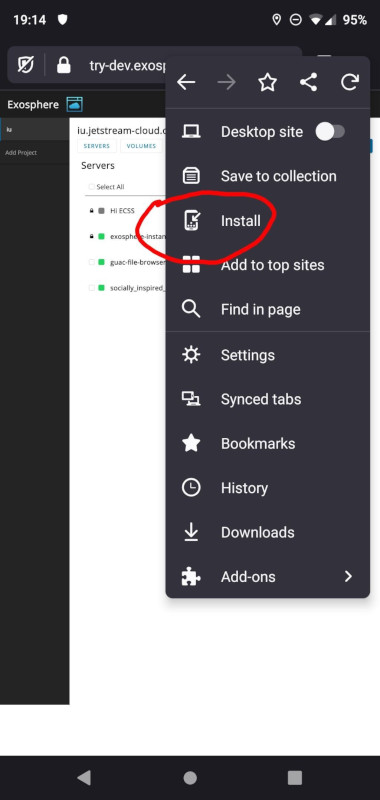 19:14
95%
try-dev.exosp
Exosphere
iu
iu.jetstream-cloud.o
Add Project
SERVERS VOLUMES
Servers
Select All
Hi ECSS
exosphere-instan
guac-file-browser
socially_inspired_
Desktop site
Save to collection
Install
Add to top sites
Find in page
Settings
Synced tabs
Bookmarks
History
Downloads
Add-ons